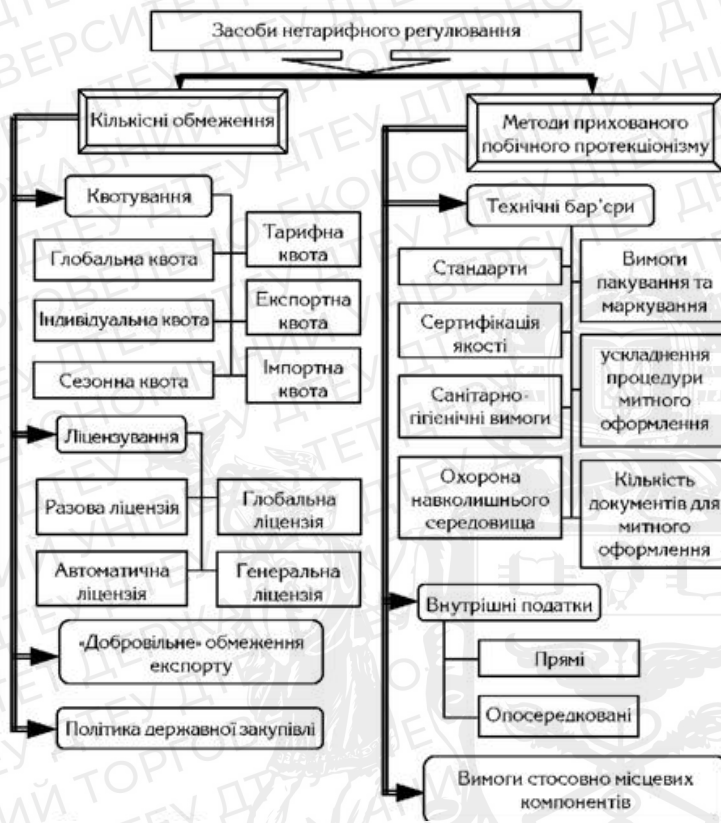 Засоби нетарифного регулювання
Кількісні обмеження
Квотування
Глобальна квота
Тарифна
квота
Індивідуальна квота
Експортна
квота
Сезонна квота
Імпортна
квота
Ліцензування
Разова ліцензія
Глобальна
ліцензія
Автоматична
ліцензія
Генеральна
ліцензія
«Добровільне» обмеження
експорту
Політика державної закупівлі
Методи прихованого
побічного протекціонізму
Технічні бар’єри
Стандарти
Вимоги
пакування та
маркування
Сертифікація
якості
ускладнення
процедури
митного
оформлення
Санітарно-
гігієнічні вимоги
Охорона
навколишнього
середовища
Кількість
документів для
митного
оформлення
Внутрішні податки
Прямі
Опосередковані
Вимоги стосовно місцевих
компонентів